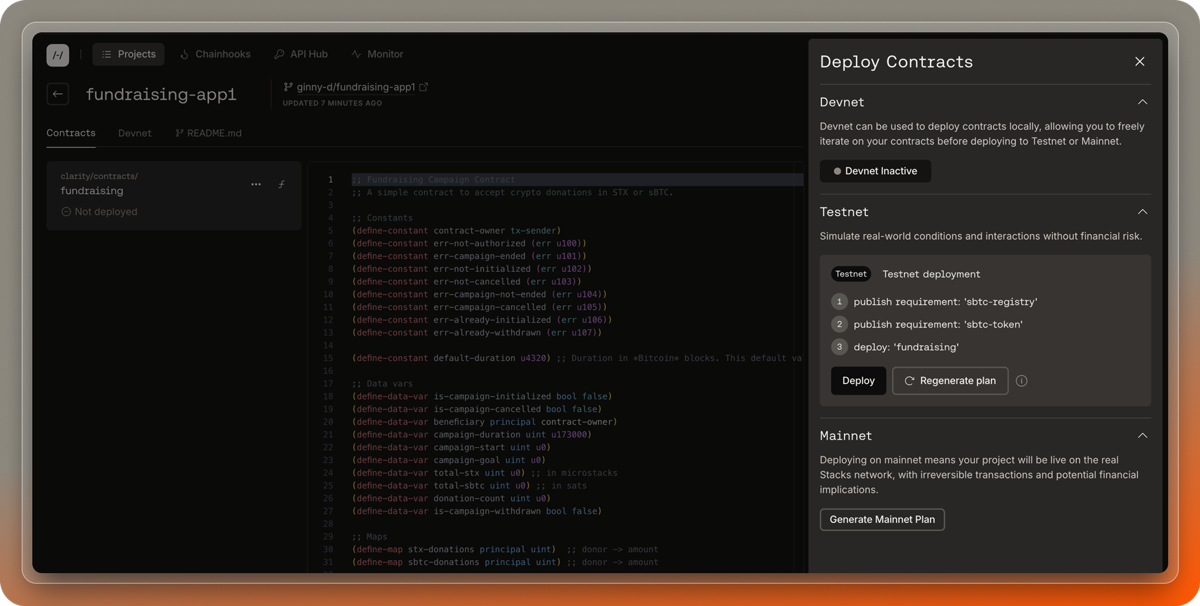 /-/
Projects
Chainhooks
API Hub
Monitor
fundraising-app1
ginny-d/fundraising-app1
UPDATED 7 MINUTES AGO
Contracts
Devnet
README.md
clarity/contracts/
fundraising
Not deployed
1 ;; Fundraising Campaign Contract
2 ;; A simple contract to accept crypto donations in STX or sBTC.
3
4 ;; Constants
5 (define-constant contract-owner tx-sender)
6 (define-constant err-not-authorized (err u100))
7 (define-constant err-campaign-ended (err u101))
8 (define-constant err-not-initialized (err u102))
9 (define-constant err-not-cancelled (err u103))
10 (define-constant err-campaign-not-ended (err u104))
11 (define-constant err-campaign-cancelled (err u105))
12 (define-constant err-already-initialized (err u106))
13 (define-constant err-already-withdrawn (err u107))
14
15 (define-constant default-duration u4320) ;; Duration in *Bitcoin* blocks. This default va
16
17 ;; Data vars
18 (define-data-var is-campaign-initialized bool false)
19 (define-data-var is-campaign-cancelled bool false)
20 (define-data-var beneficiary principal contract-owner)
21 (define-data-var campaign-duration uint u173000)
22 (define-data-var campaign-start uint u0)
23 (define-data-var campaign-goal uint u0)
24 (define-data-var total-stx uint u0) ;; in microstacks
25 (define-data-var total-sbtc uint u0) ;; in sats
26 (define-data-var donation-count uint u0)
27 (define-data-var is-campaign-withdrawn bool false)
28
29 ;; Maps
30 (define-map stx-donations principal uint) ;; donor -> amount
31 (define-map sbtc-donations principal uint) ;; donor -> amount
Deploy Contracts
Devnet
Devnet can be used to deploy contracts locally, allowing you to freely
iterate on your contracts before deploying to Testnet or Mainnet.
Devnet Inactive
Testnet
Simulate real-world conditions and interactions without financial risk.
Testnet Testnet deployment
1 publish requirement: 'sbtc-registry'
2 publish requirement: 'sbtc-token'
3 deploy: 'fundraising'
Deploy
Regenerate plan
Mainnet
Deploying on mainnet means your project will be live on the real
Stacks network, with irreversible transactions and potential financial
implications.
Generate Mainnet Plan